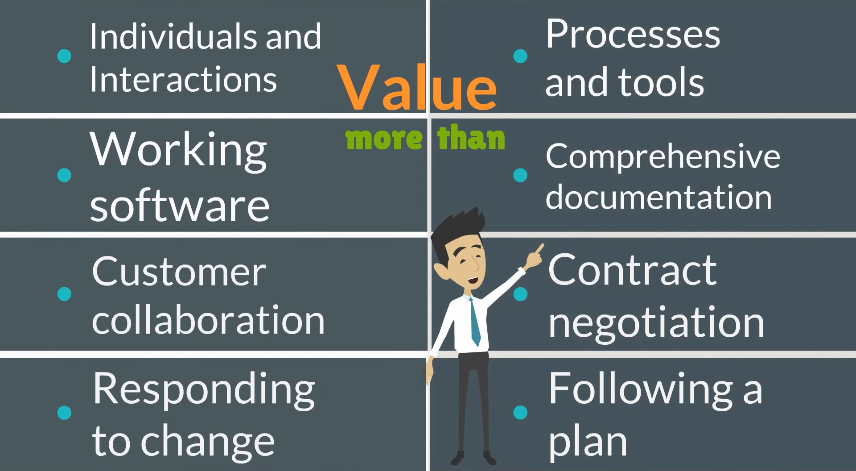 Individuals and
Interactions
Value
more than
Processes
and tools
Working
software
Comprehensive
documentation
Customer
collaboration
Contract
negotiation
Responding
to change
Following a
plan